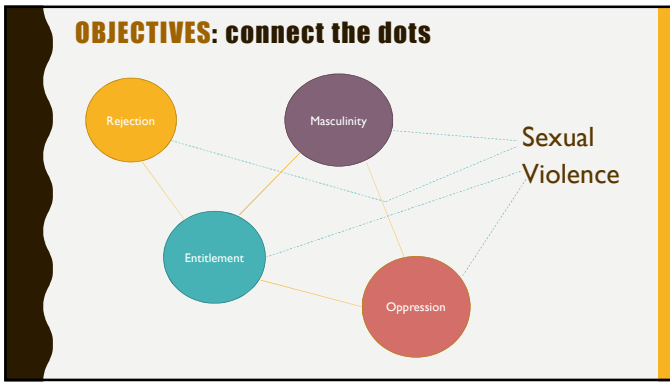 OBJECTIVES: connect the dots
Rejection
Masculinity
Sexual
Violence
Entitlement
Oppression